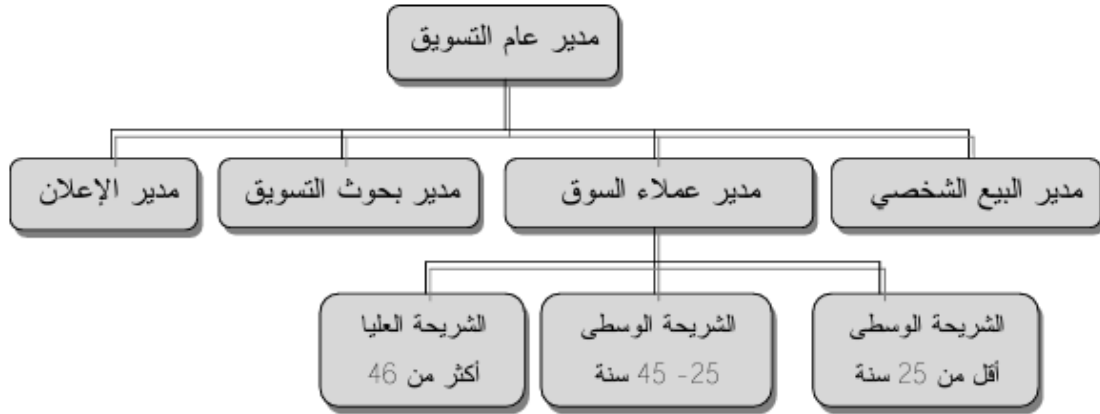 مدير عام التسويق
مدير البيع الشخصي
مدير عملاء السوق
مدير بحوث التسويق
مدير الإعلان
الشريحة الوسطى
أقل من 25 سنة
الشريحة الوسطى
25- 45 سنة
الشريحة العليا
أكثر من 46